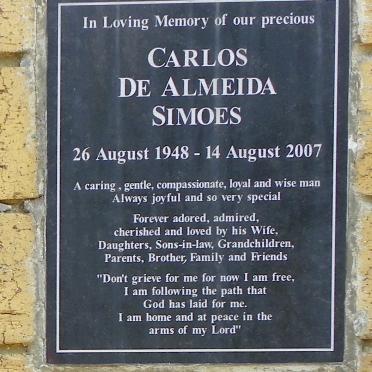 In Loving Memory of our precious
CARLOS
DE ALMEIDA
SIMOES
26 August 1948 - 14 August 2007
A caring , gentle, compassionate, loyal and wise man
Always joyful and so very special
Forever adored, admired,
cherished and loved by his Wife,
Daughters, Sons-in-law, Grandchildren,
Parents, Brother, Family and Friends
"Don't grieve for me for now I am free,
I am following the path that
God has laid for me.
I am home and at peace in the
arms of my Lord"